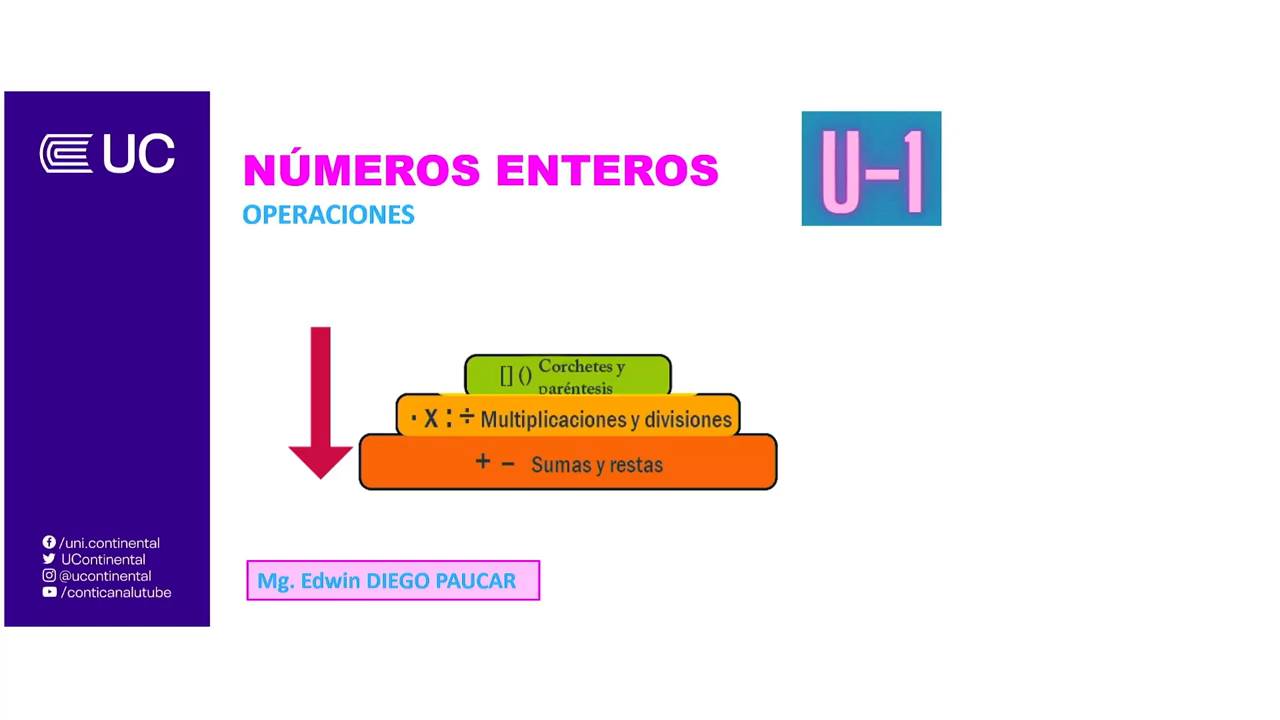 UC
NÚMEROS ENTEROS
OPERACIONES
U-1
[] () Corchetes y
paréntesis
· X : ÷ Multiplicaciones y divisiones
+ - Sumas y restas
/uni.continental
UContinental
@ucontinental
/conticanalutube
Mg. Edwin DIEGO PAUCAR